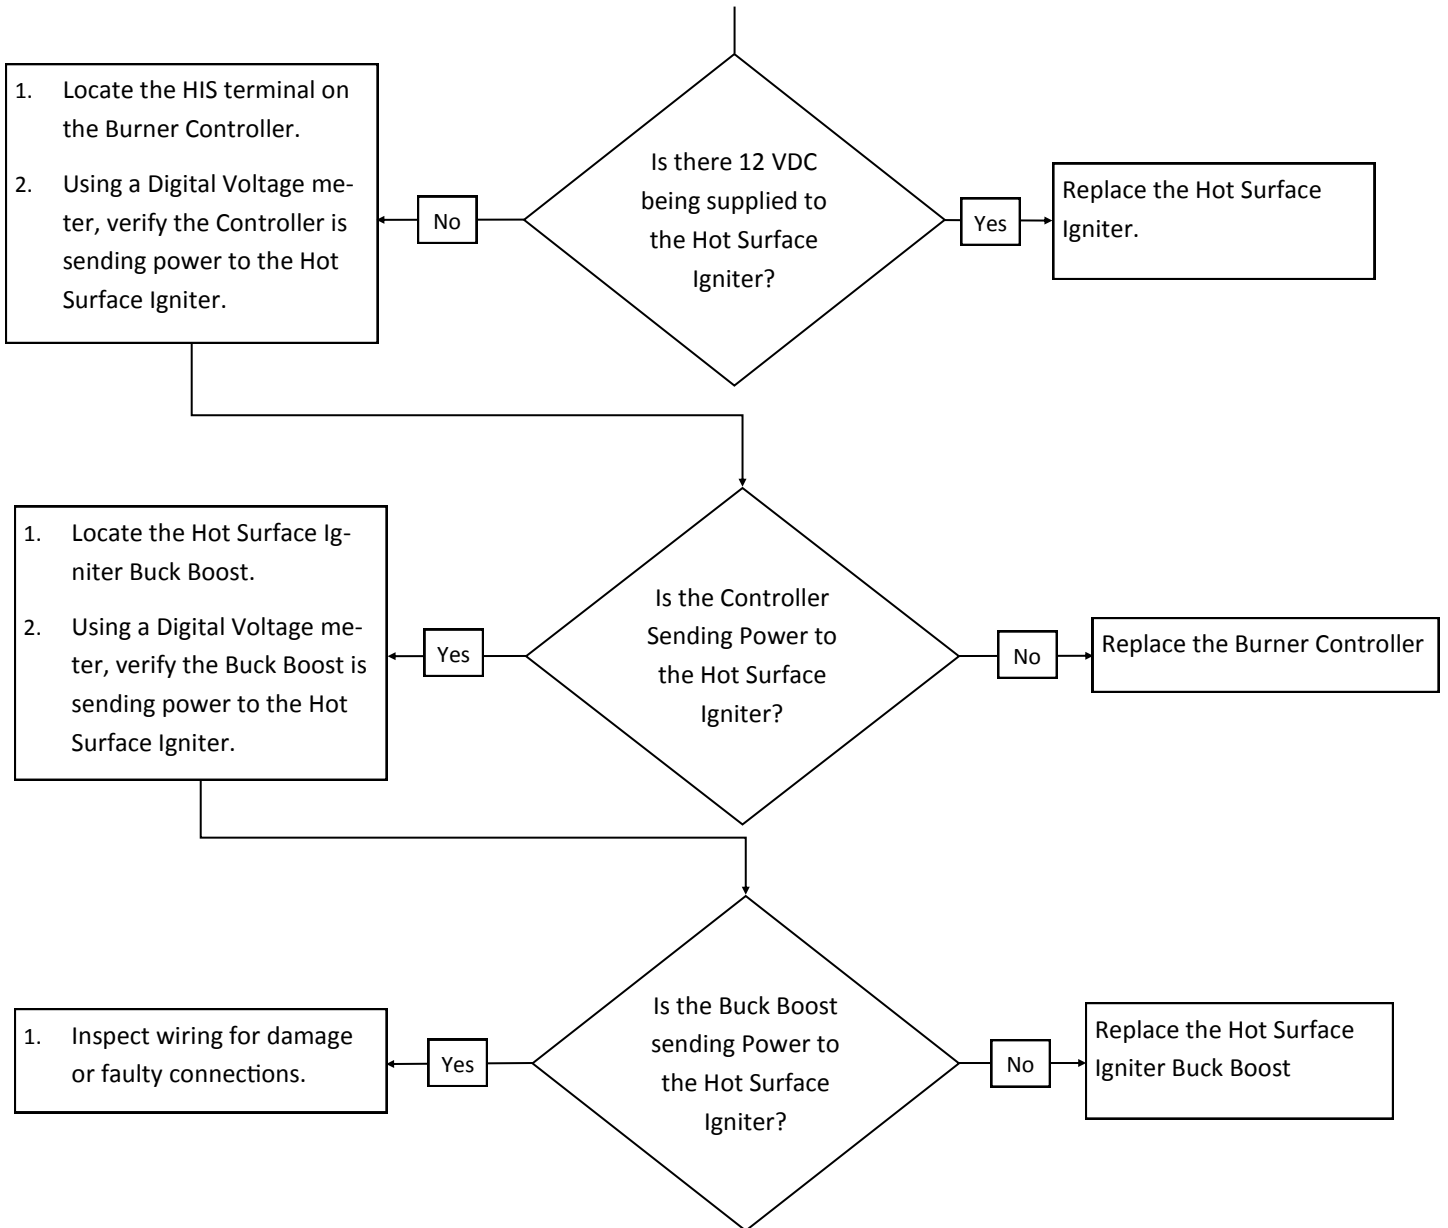 1. Locate the HIS terminal on
the Burner Controller.
2. Using a Digital Voltage me-
ter, verify the Controller is
sending power to the Hot
Surface Igniter.
No
Is there 12 VDC
being supplied to
the Hot Surface
Igniter?
Yes
Replace the Hot Surface
Igniter.
1. Locate the Hot Surface Ig-
niter Buck Boost.
2. Using a Digital Voltage me-
ter, verify the Buck Boost is
sending power to the Hot
Surface Igniter.
Yes
Is the Controller
Sending Power to
the Hot Surface
Igniter?
No
Replace the Burner Controller
1. Inspect wiring for damage
or faulty connections.
Yes
Is the Buck Boost
sending Power to
the Hot Surface
Igniter?
No
Replace the Hot Surface
Igniter Buck Boost